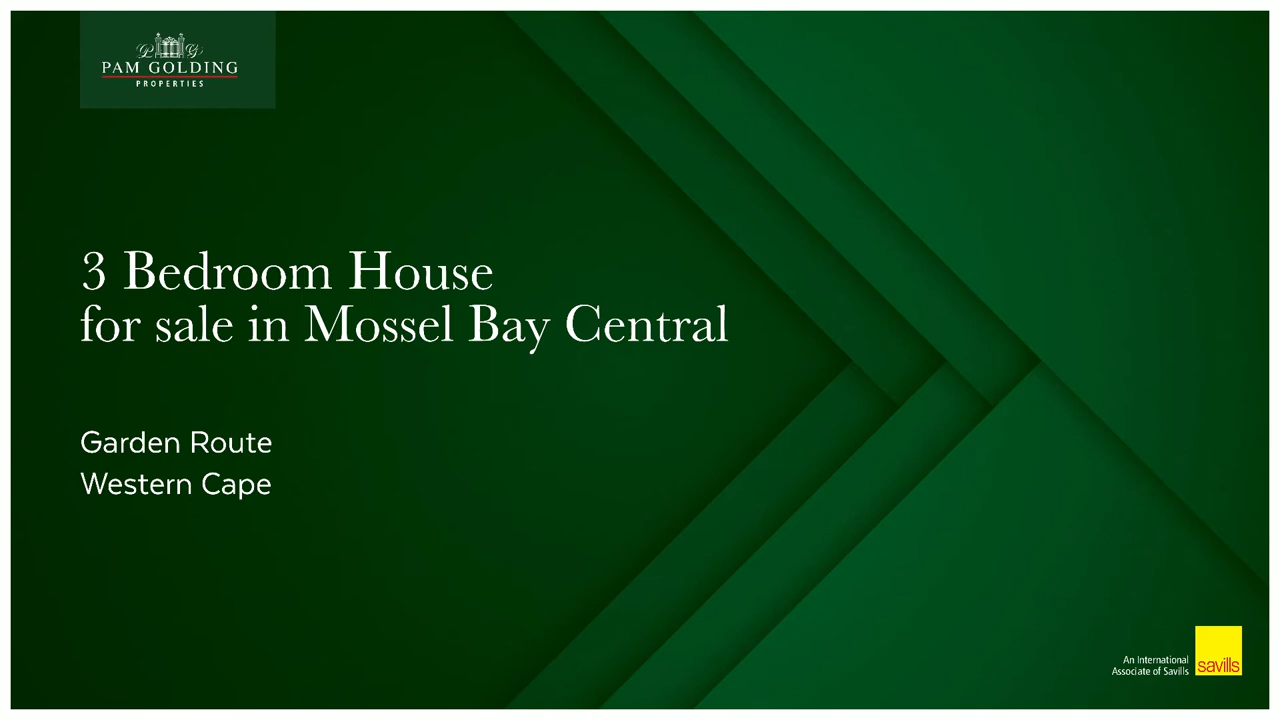 PAM GOLDING
PROPERTIES
3 Bedroom House
for sale in Mossel Bay Central
Garden Route
Western Cape
An International
Associate of Savills
savills